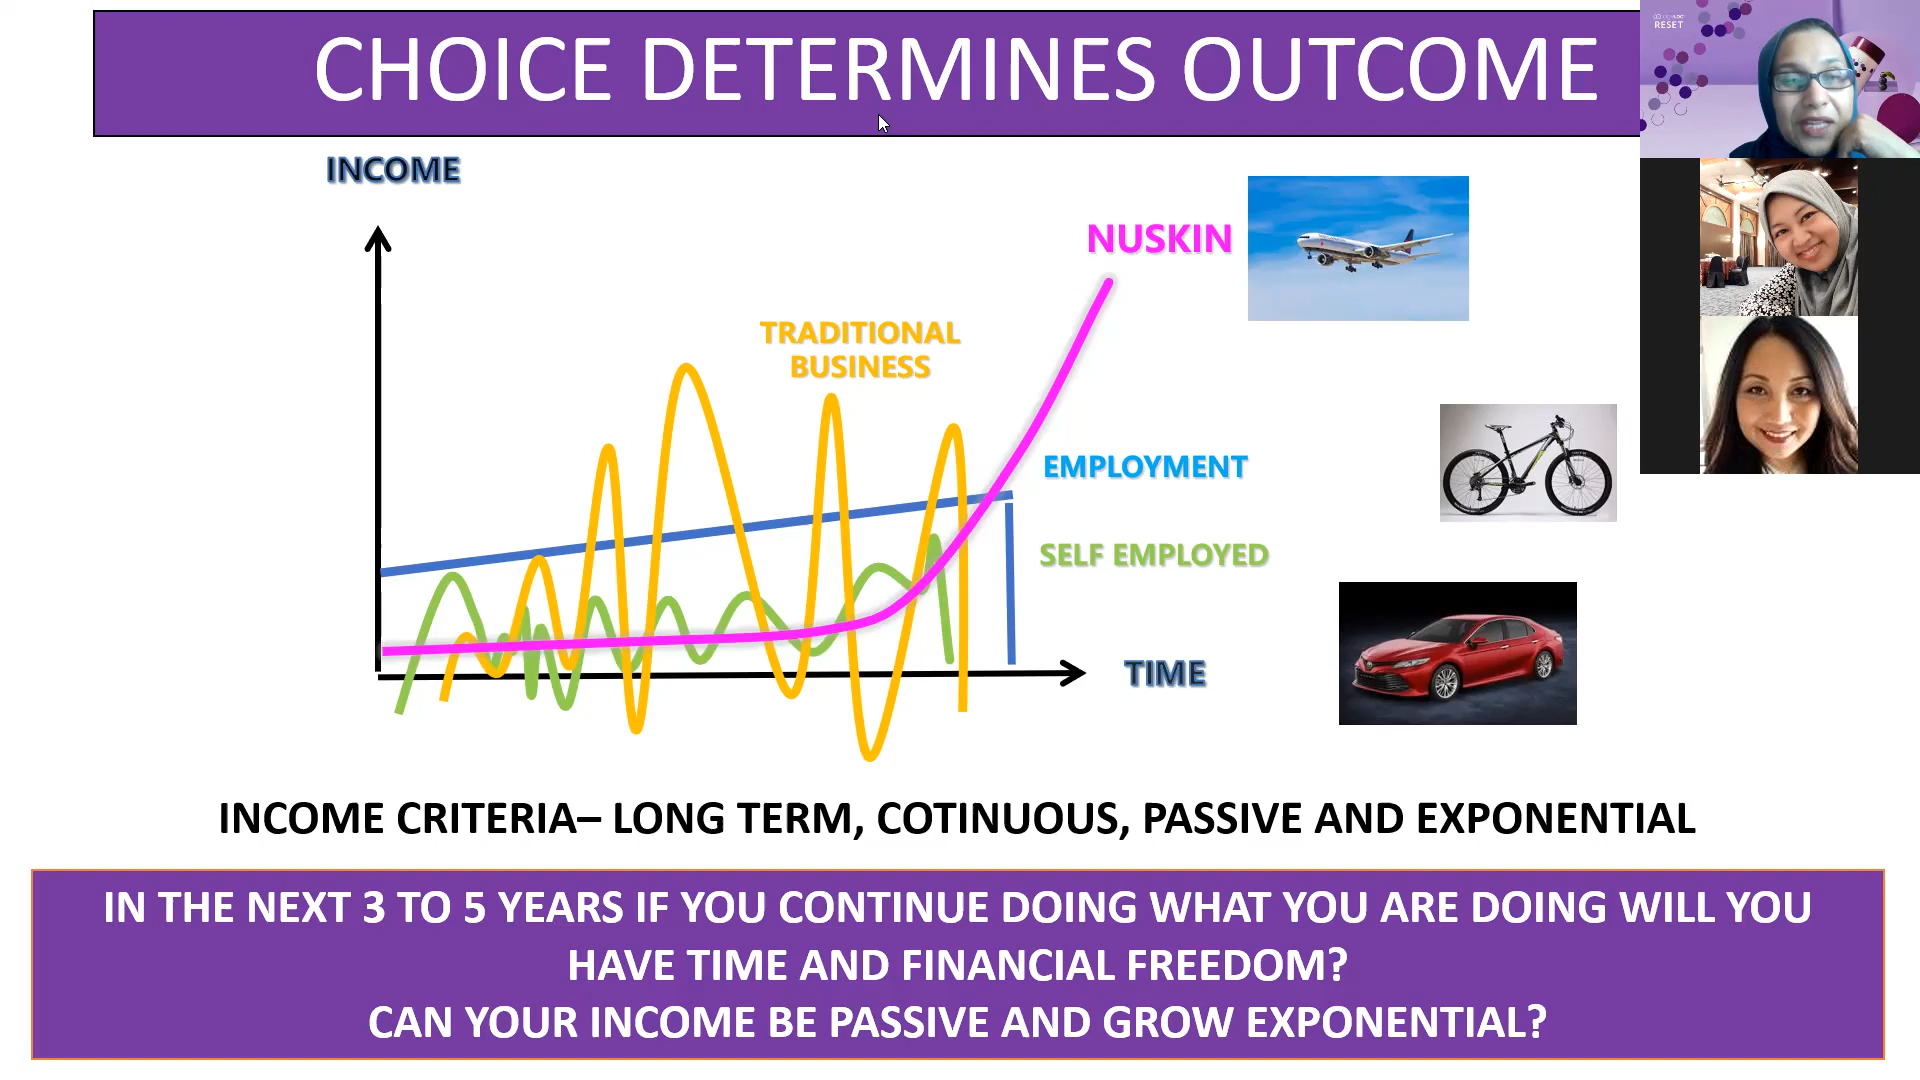 CHOICE DETERMINES OUTCOME
RESET
INCOME
NUSKIN
TRADITIONAL
BUSINESS
EMPLOYMENT
SELF EMPLOYED
TIME
INCOME CRITERIA– LONG TERM, COTINUOUS, PASSIVE AND EXPONENTIAL
IN THE NEXT 3 TO 5 YEARS IF YOU CONTINUE DOING WHAT YOU ARE DOING WILL YOU
HAVE TIME AND FINANCIAL FREEDOM?
CAN YOUR INCOME BE PASSIVE AND GROW EXPONENTIAL?